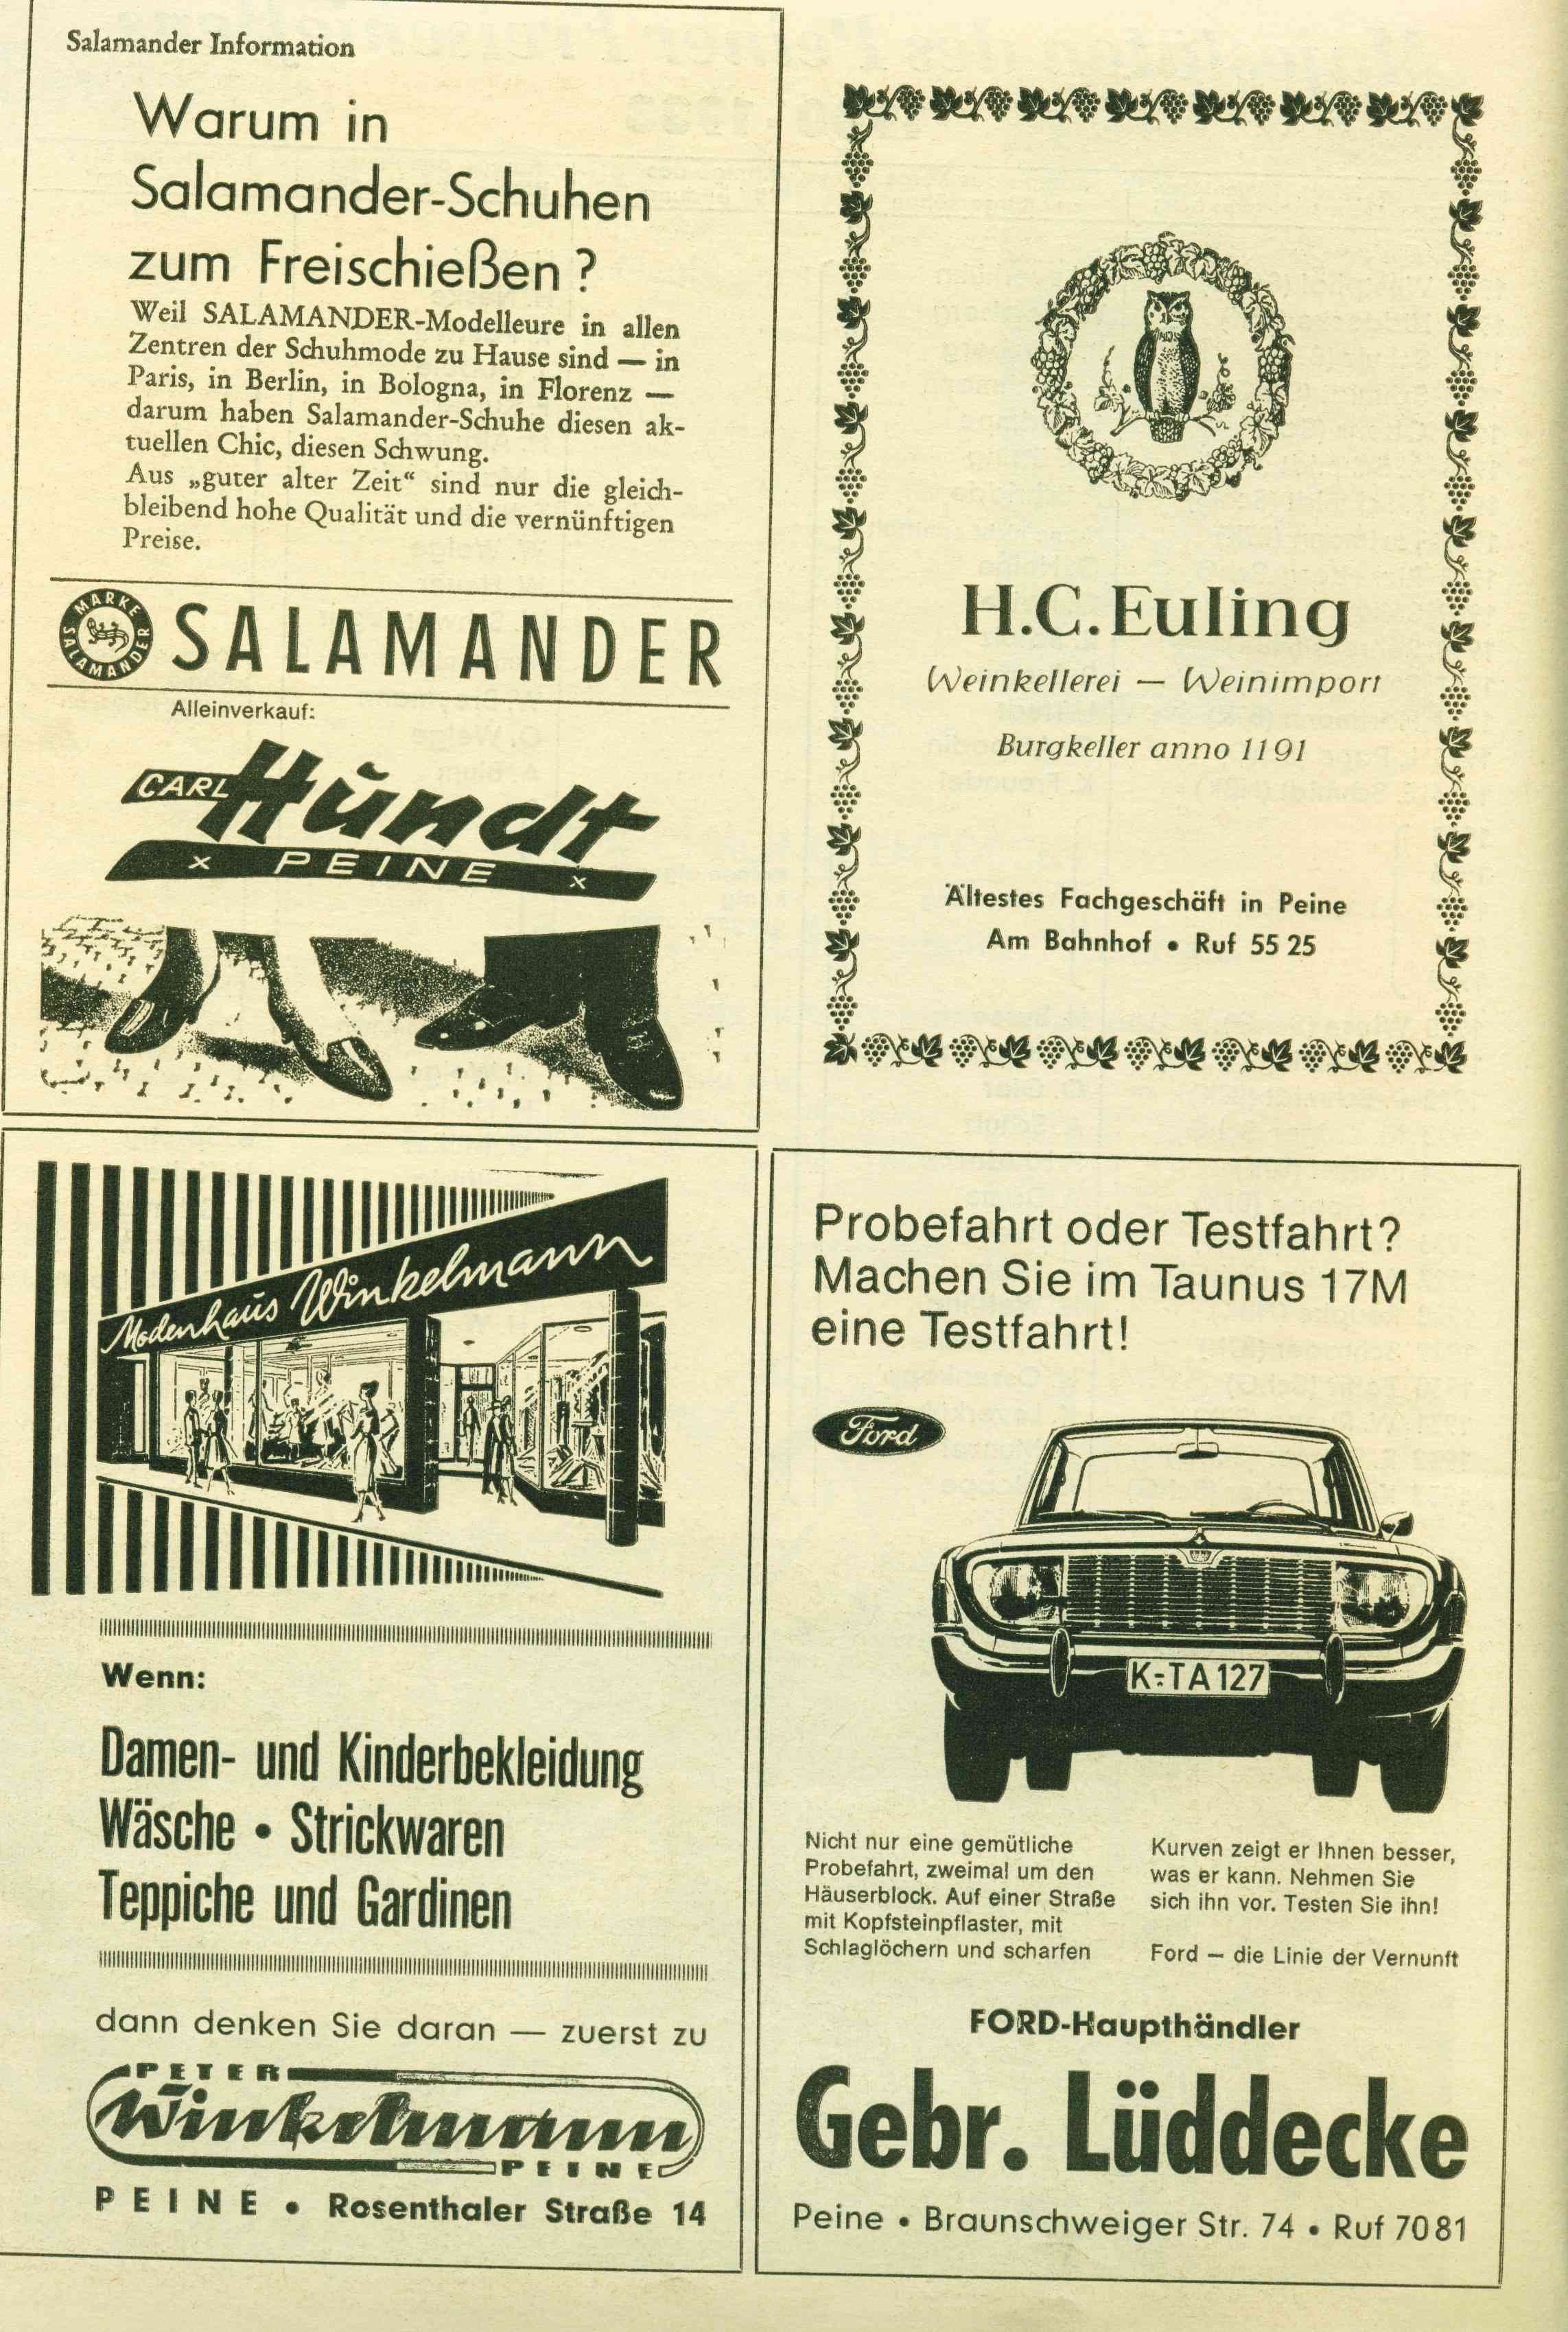 Salamander Information
Warum in
Salamander-Schuhen
zum Freischießen?
Weil SALAMANDER-Modelleure in allen
Zentren der Schuhmode zu Hause sind — in
Paris, in Berlin, in Bologna, in Florenz —
darum haben Salamander-Schuhe diesen ak-
tuellen Chic, diesen Schwung.
Aus „guter alter Zeit“ sind nur die gleich-
bleibend hohe Qualität und die vernünftigen
Preise.
MARKE SALAMANDER
SALAMANDER
Alleinverkauf:
CARL Hündt
x PEINE x
H.C.Euling
Weinkellerei — Weinimport
Burgkeller anno 1191
Ältestes Fachgeschäft in Peine
Am Bahnhof • Ruf 55 25
Modenhaus Winkelmann
Wenn:
Damen- und Kinderbekleidung
Wäsche • Strickwaren
Teppiche und Gardinen
dann denken Sie daran — zuerst zu
PETER
Winkelmann
PEINE
PEINE • Rosenthaler Straße 14
Probefahrt oder Testfahrt?
Machen Sie im Taunus 17M
eine Testfahrt!
Ford
K-TA 127
Nicht nur eine gemütliche
Probefahrt, zweimal um den
Häuserblock. Auf einer Straße
mit Kopfsteinpflaster, mit
Schlaglöchern und scharfen
Kurven zeigt er Ihnen besser,
was er kann. Nehmen Sie
sich ihn vor. Testen Sie ihn!
Ford — die Linie der Vernunft
FORD-Haupthändler
Gebr. Lüddecke
Peine • Braunschweiger Str. 74 • Ruf 70 81